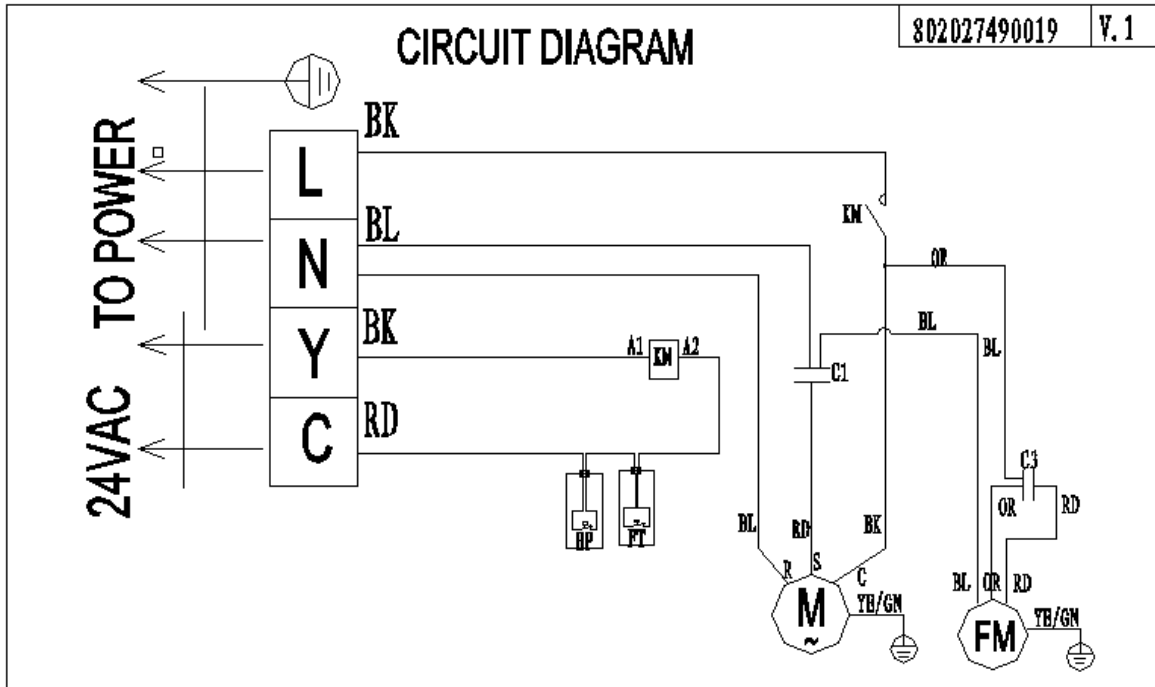 802027490019
V.1
CIRCUIT DIAGRAM
TO POWER
24VAC
L
N
Y
C
BK
BL
BK
RD
KM
OR
BL
BL
A1
KM
A2
C1
C3
OR
RD
HP
FT
BL
RD
BK
R
S
C
M
~
YE/GN
BL
OR
RD
FM
YE/GN